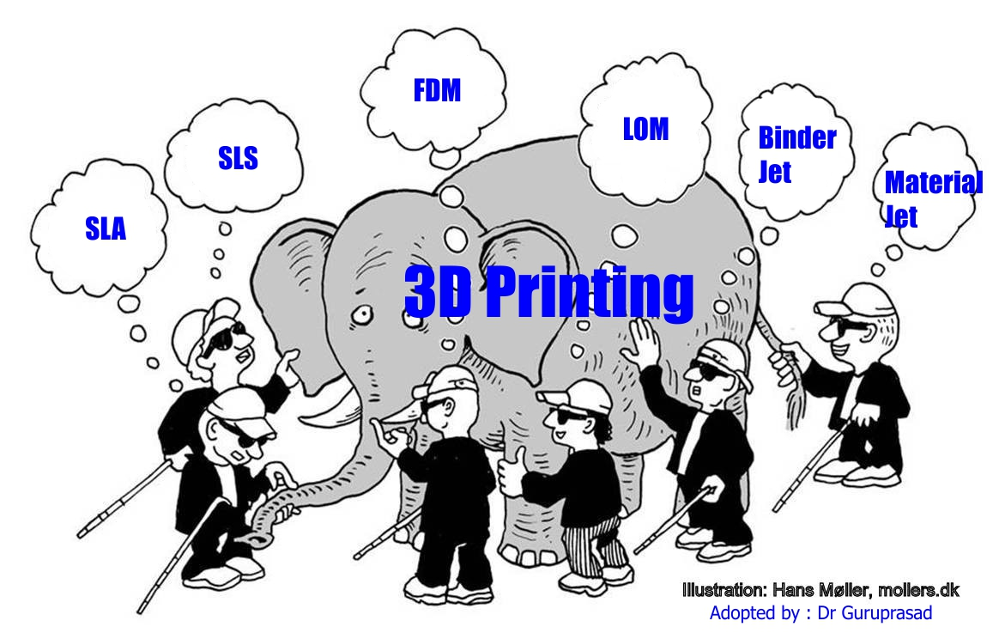 FDM
LOM
Binder
Jet
SLS
Material
Jet
SLA
3D Printing
Illustration: Hans Møller, mollers.dk
Adopted by : Dr Guruprasad